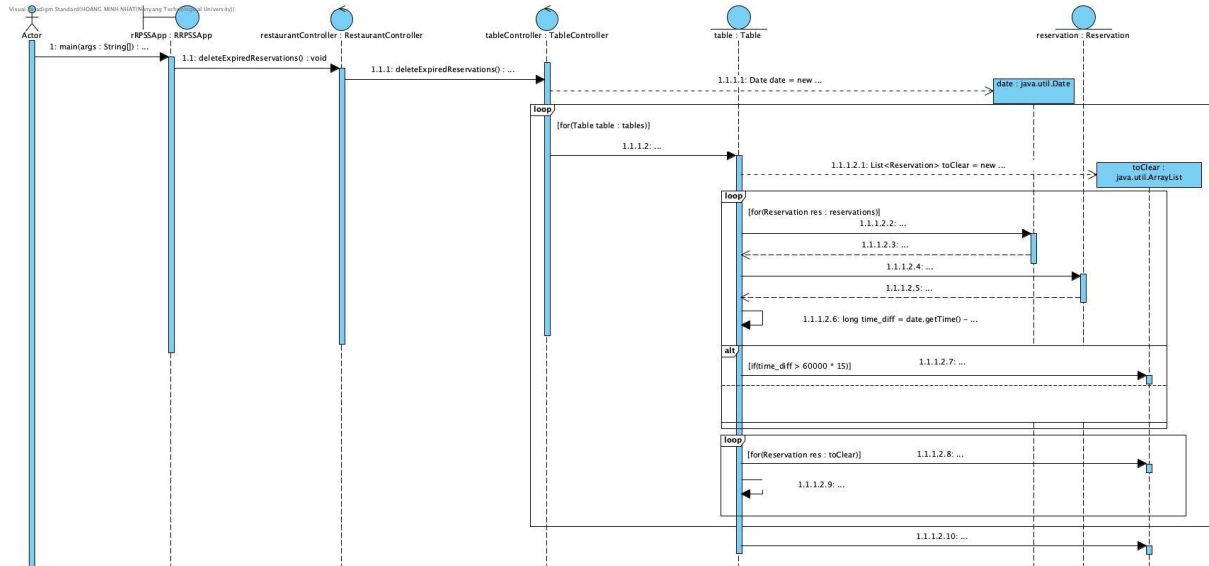 Visual Paradigm Standard(HOANG MINH NHAT(Nanyang Technological University))
Actor
rRPSSApp : RRPSSApp
restaurantController : RestaurantController
tableController : TableController
table : Table
reservation : Reservation
1: main(args : String[]) : ...
1.1: deleteExpiredReservations() : void
1.1.1: deleteExpiredReservations() : ...
1.1.1.1: Date date = new ...
date : java.util.Date
loop
[for(Table table : tables)]
1.1.1.2: ...
1.1.1.2.1: List<Reservation> toClear = new ...
toClear :
java.util.ArrayList
loop
[for(Reservation res : reservations)]
1.1.1.2.2: ...
1.1.1.2.3: ...
1.1.1.2.4: ...
1.1.1.2.5: ...
1.1.1.2.6: long time_diff = date.getTime() - ...
alt
[if(time_diff > 60000 * 15)]
1.1.1.2.7: ...
loop
[for(Reservation res : toClear)]
1.1.1.2.8: ...
1.1.1.2.9: ...
1.1.1.2.10: ...